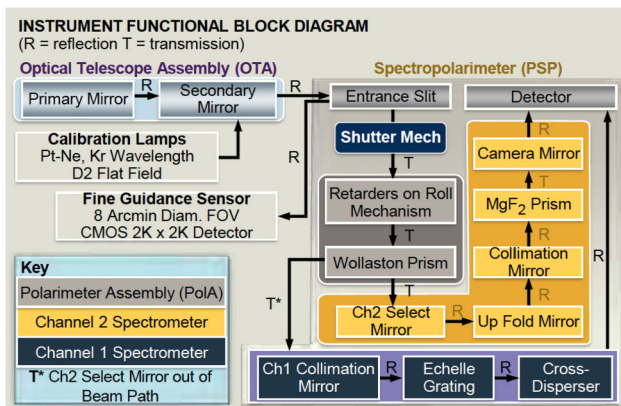 INSTRUMENT FUNCTIONAL BLOCK DIAGRAM
(R = reflection T = transmission)
Optical Telescope Assembly (OTA)
Primary Mirror
R
Secondary
Mirror
R
Calibration Lamps
Pt-Ne, Kr Wavelength
D2 Flat Field
R
Fine Guidance Sensor
8 Arcmin Diam. FOV
CMOS 2K x 2K Detector
Spectropolarimeter (PSP)
Entrance Slit
Detector
Shutter Mech
T
Retarders on Roll
Mechanism
T
Wollaston Prism
T
T*
Ch2 Select
Mirror
R
Up Fold Mirror
R
Collimation
Mirror
R
MgF2 Prism
T
Camera Mirror
R
R
Ch1 Collimation
Mirror
R
Echelle
Grating
R
Cross-
Disperser
Key
Polarimeter Assembly (PolA)
Channel 2 Spectrometer
Channel 1 Spectrometer
T* Ch2 Select Mirror out of
Beam Path